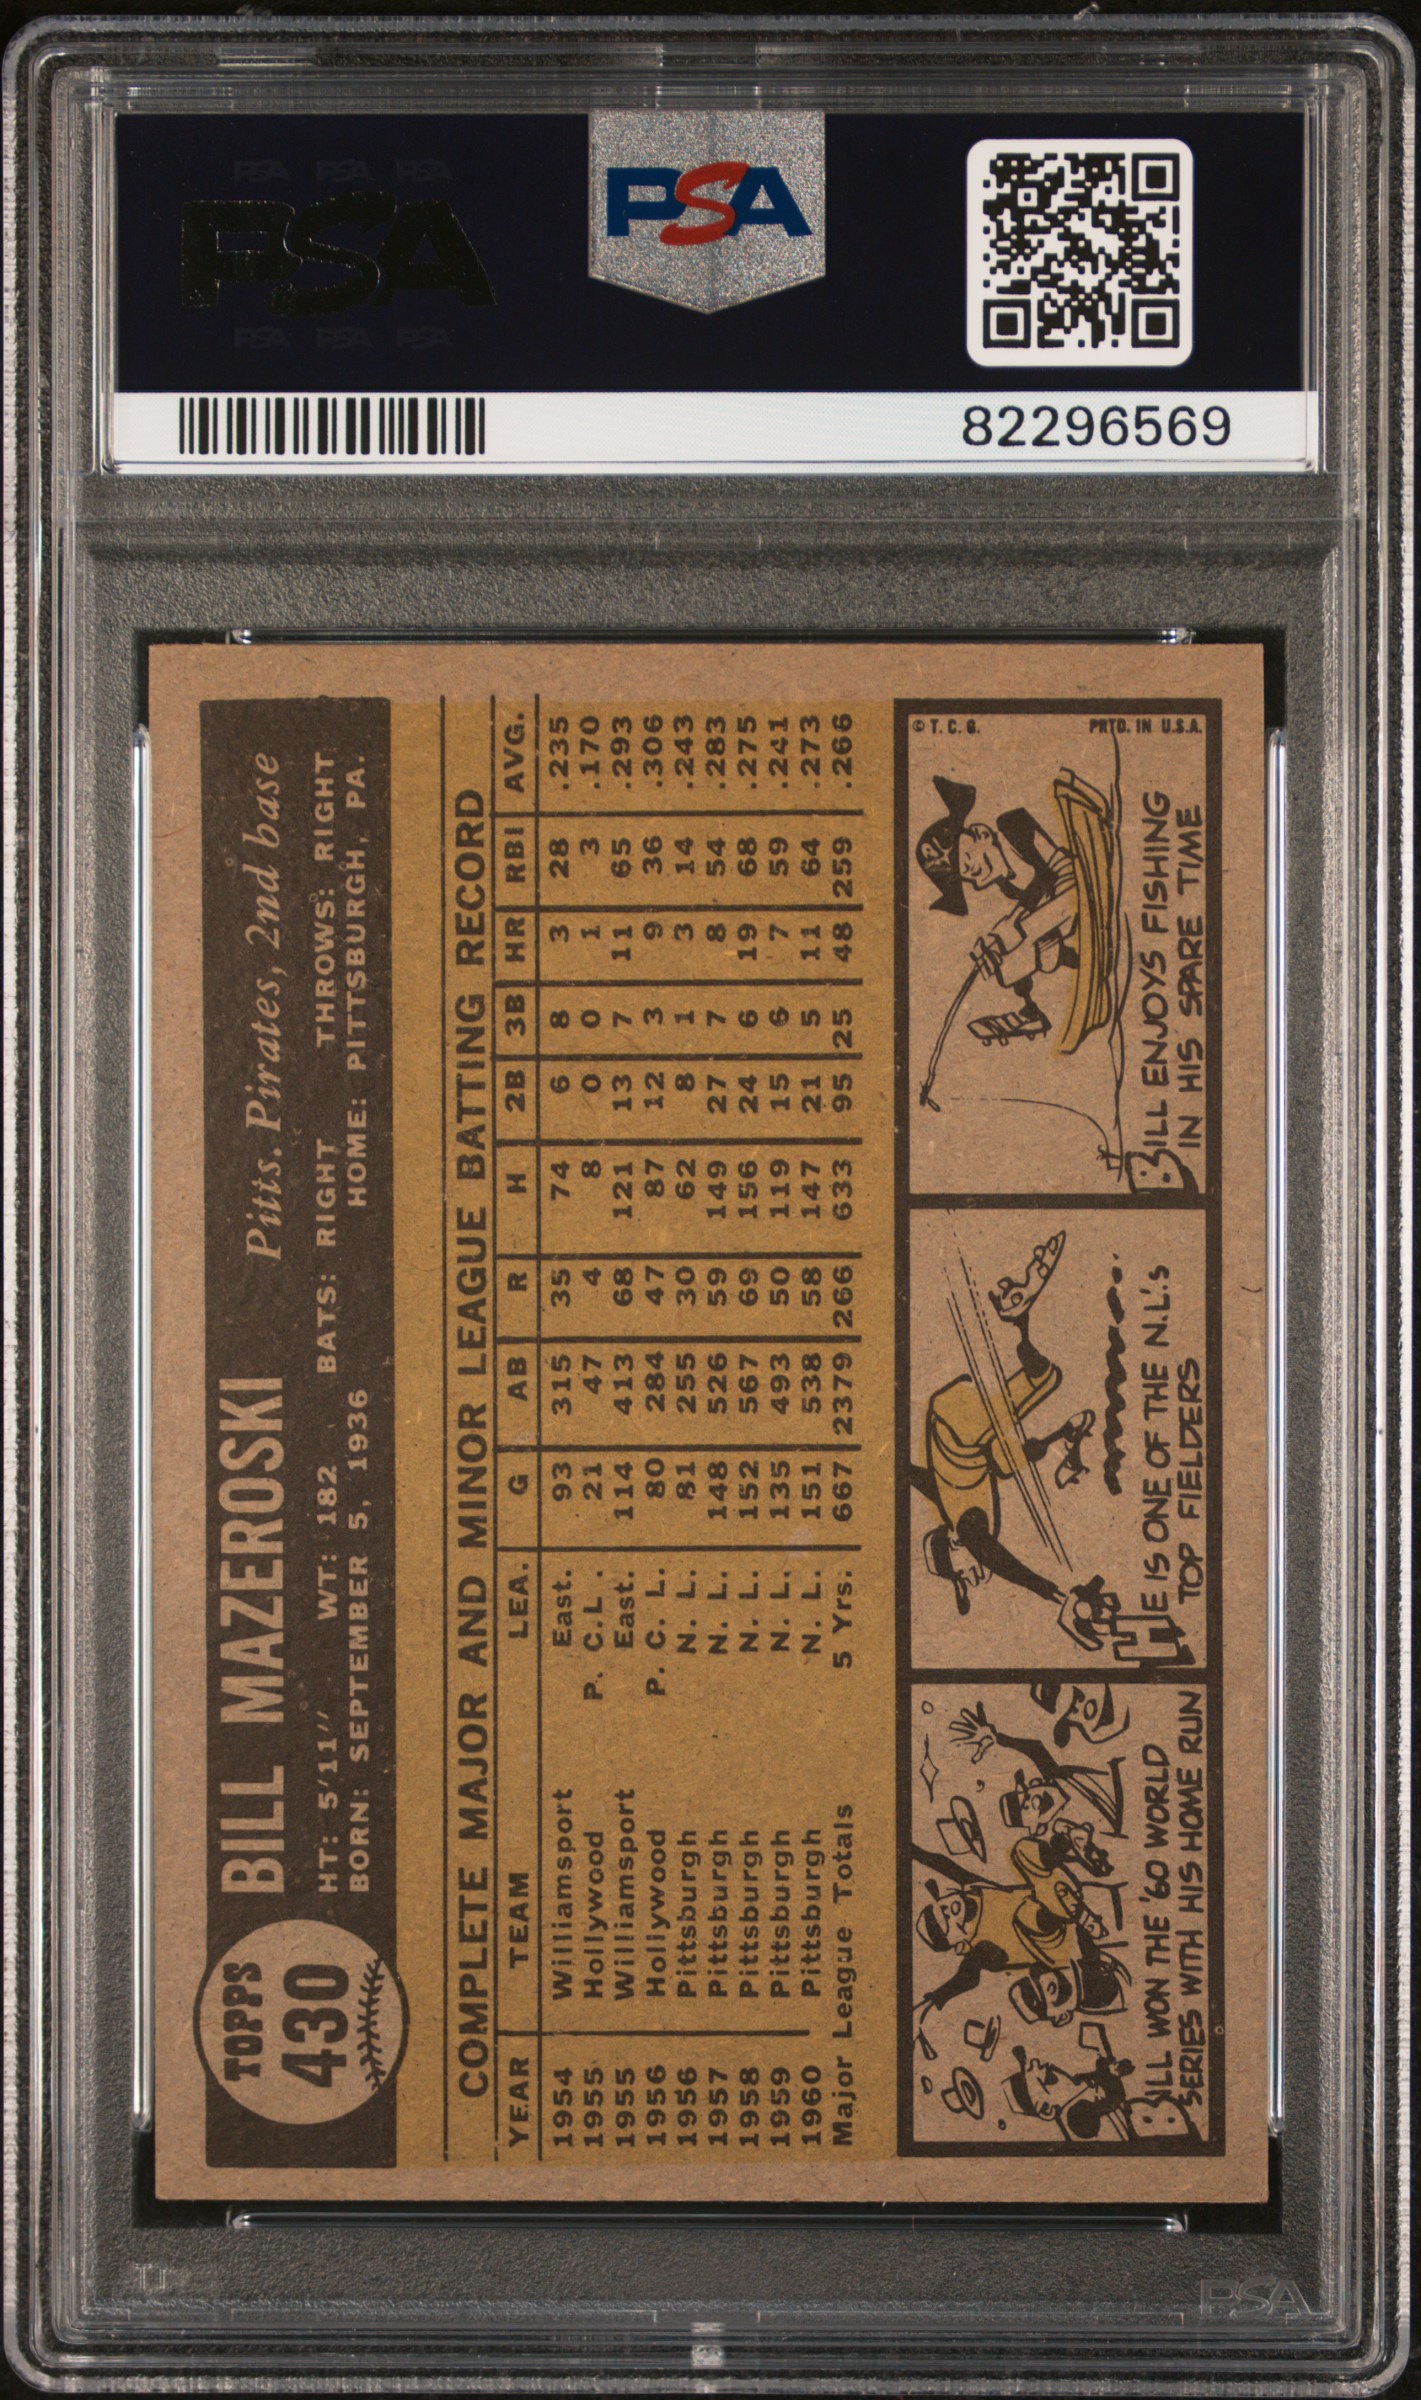 PSA PSA PSA
PSA
PSA PSA PSA
PSA
82296569
TOPPS
430
BILL MAZEROSKI Pitts. Pirates, 2nd base
HT: 5'11" WT: 182 BATS: RIGHT THROWS: RIGHT
BORN: SEPTEMBER 5, 1936 HOME: PITTSBURGH, PA.
COMPLETE MAJOR AND MINOR LEAGUE BATTING RECORD
YEAR TEAM LEA. G AB R H 2B 3B HR RBI AVG.
1954 Williamsport East. 93 315 35 74 6 8 3 28 .235
1955 Hollywood P. C.L. 21 47 4 8 0 0 1 3 .170
1955 Williamsport East. 114 413 68 121 13 7 11 65 .293
1956 Hollywood P. C. L. 80 284 47 87 12 3 9 36 .306
1956 Pittsburgh N. L. 81 255 30 62 8 1 3 14 .243
1957 Pittsburgh N. L. 148 526 59 149 27 7 8 54 .283
1958 Pittsburgh N. L. 152 567 69 156 24 6 19 68 .275
1959 Pittsburgh N. L. 135 493 50 119 15 6 7 59 .241
1960 Pittsburgh N. L. 151 538 58 147 21 5 11 64 .273
Major League Totals 5 Yrs. 667 2379 266 633 95 25 48 259 .266
BILL WON THE '60 WORLD
SERIES WITH HIS HOME RUN
HE IS ONE OF THE N.L.'s
TOP FIELDERS
© T. C. G.
PRTD. IN U.S.A.
BILL ENJOYS FISHING
IN HIS SPARE TIME
PSA